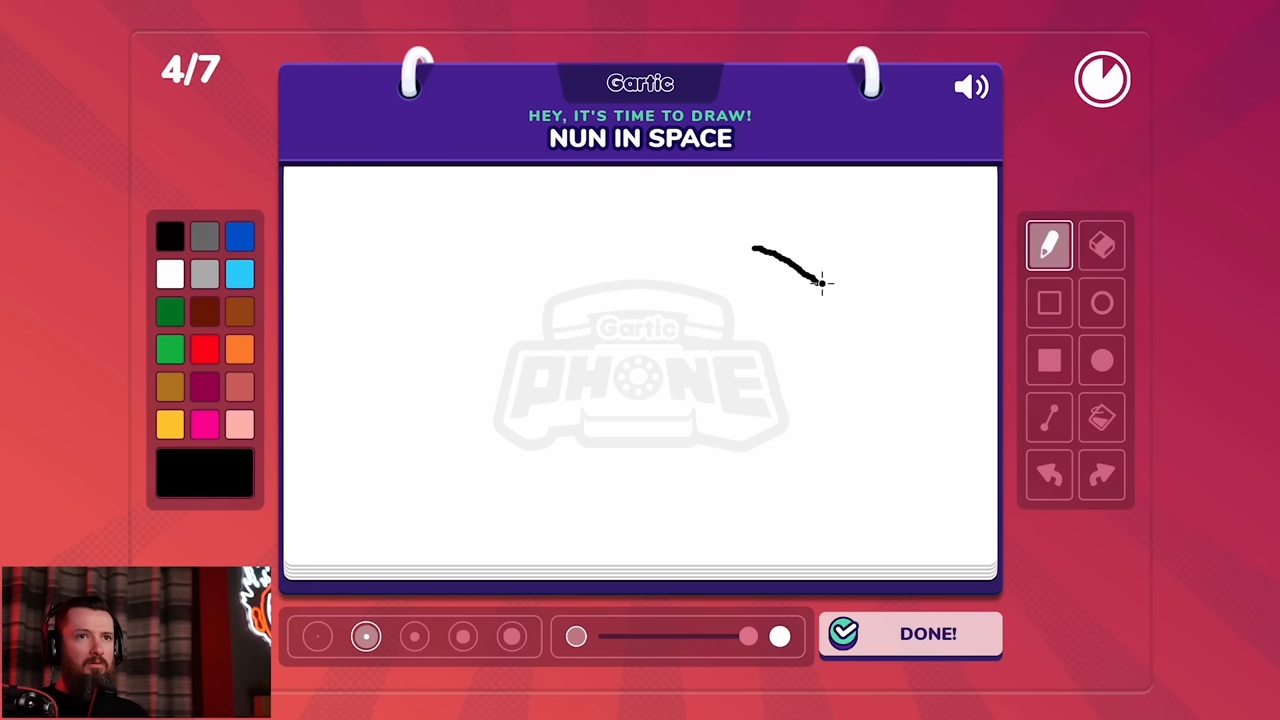 4/7
Gartic
HEY, IT'S TIME TO DRAW!
NUN IN SPACE
Gartic
PHONE
DONE!